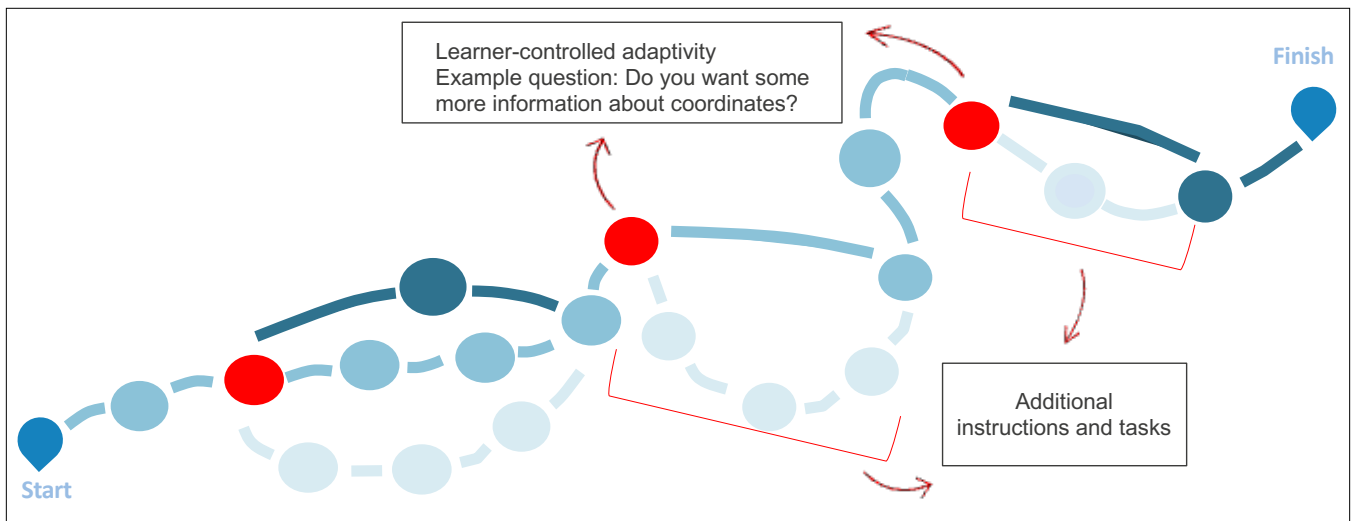 Learner-controlled adaptivity
Example question: Do you want some
more information about coordinates?
Finish
Additional
instructions and tasks
Start